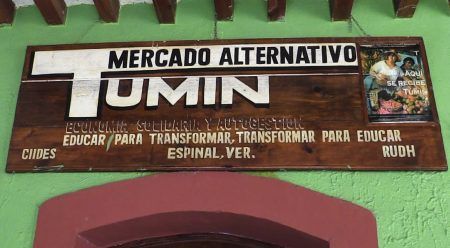 MERCADO ALTERNATIVO
TUMIN
ECONOMIA SOLIDARIA Y AUTOGESTION
EDUCAR PARA TRANSFORMAR, TRANSFORMAR PARA EDUCAR
CIIDES ESPINAL, VER. RUDH
¡AQUI
SE RECIBE
TUMIN